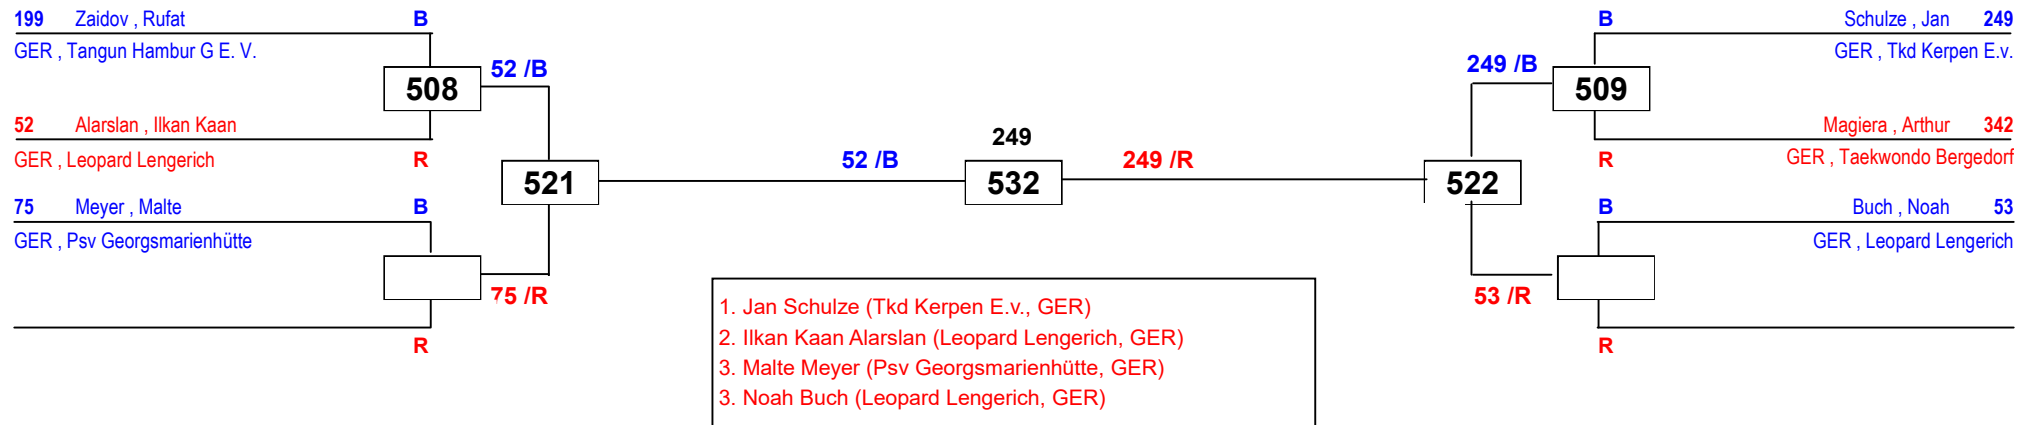 199 Zaidov , Rufat B
GER , Tangun Hambur G E. V.
508
52 /B
52 Alarslan , Ilkan Kaan
GER , Leopard Lengerich R
521
75 Meyer , Malte B
GER , Psv Georgsmarienhütte
75 /R
R
52 /B
249
532
249 /R
B Schulze , Jan 249
GER , Tkd Kerpen E.v.
249 /B
509
Magiera , Arthur 342
R GER , Taekwondo Bergedorf
522
B Buch , Noah 53
GER , Leopard Lengerich
53 /R
R
1. Jan Schulze (Tkd Kerpen E.v., GER)
2. Ilkan Kaan Alarslan (Leopard Lengerich, GER)
3. Malte Meyer (Psv Georgsmarienhütte, GER)
3. Noah Buch (Leopard Lengerich, GER)